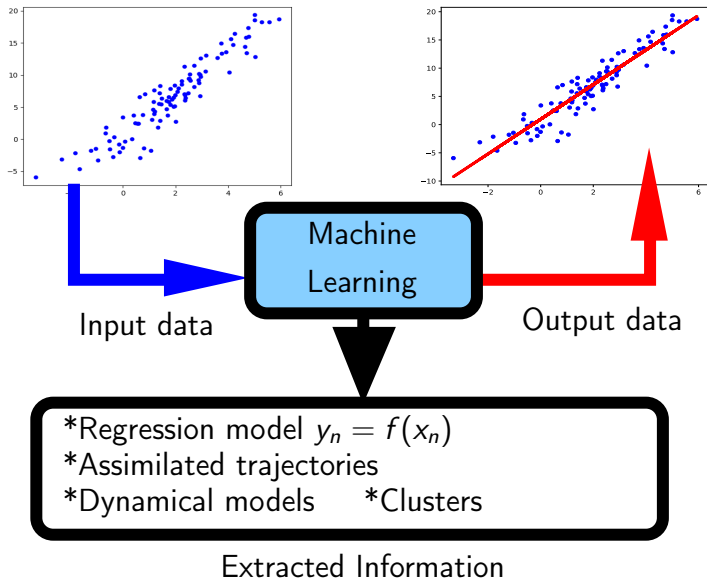 20
15
10
5
0
−5
0 2 4 6
20
15
10
5
0
−5
−10
−2 0 2 4 6
Machine
Learning
Input data
Output data
*Regression model yₙ = f(xₙ)
*Assimilated trajectories
*Dynamical models *Clusters
Extracted Information